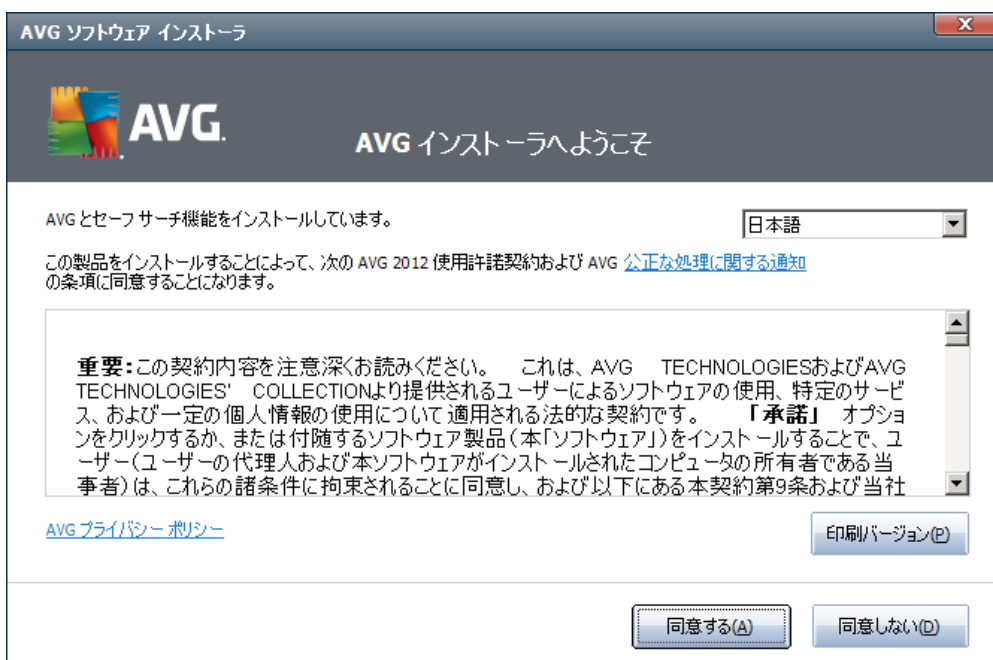 AVG ソフトウェア インストーラ
AVG.
AVG インストーラへようこそ
AVG とセーフ サーチ機能をインストールしています。
日本語
この製品をインストールすることによって、次の AVG 2012 使用許諾契約および AVG 公正な処理に関する通知
の条項に同意することになります。
重要:この契約内容を注意深くお読みください。 これは、AVG TECHNOLOGIESおよびAVG
TECHNOLOGIES' COLLECTIONより提供されるユーザーによるソフトウェアの使用、特定のサービ
ス、および一定の個人情報の使用について適用される法的な契約です。 「承諾」 オプショ
ンをクリックするか、または付随するソフトウェア製品(本「ソフトウェア」)をインストールすることで、ユ
ーザー(ユーザーの代理人および本ソフトウェアがインストールされたコンピュータの所有者である当
事者)は、これらの諸条件に拘束されることに同意し、および以下にある本契約第9条および当社
AVG プライバシー ポリシー
印刷バージョン(P)
同意する(A)
同意しない(D)